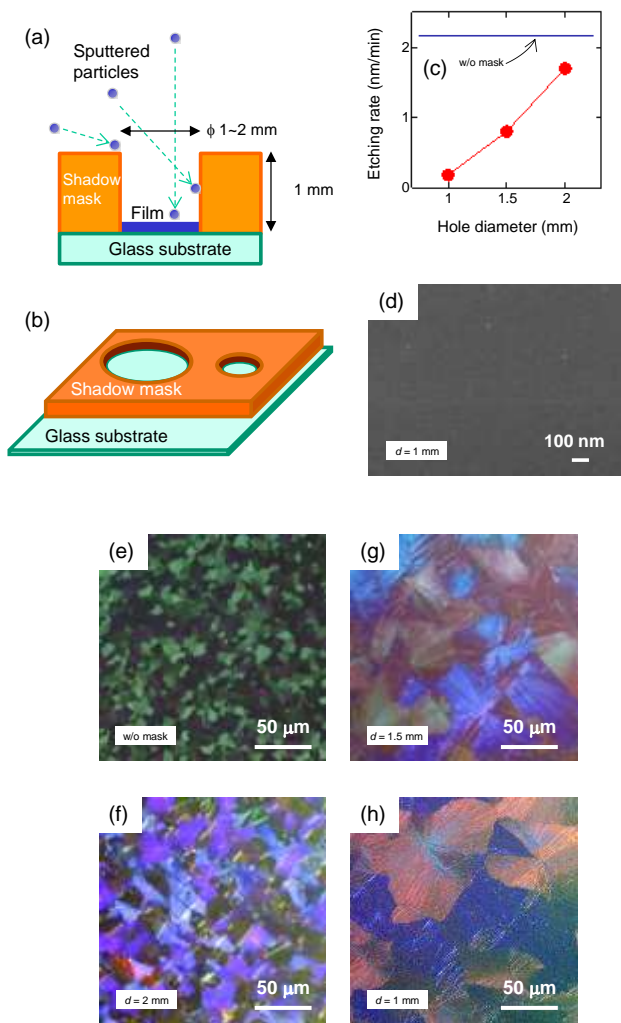 (a)
Sputtered
particles
ϕ 1~2 mm
Shadow
mask
1 mm
Film
Glass substrate
(b)
Shadow mask
Glass substrate
Etching rate (nm/min)
2
1
0
(c)
w/o mask
1
1.5
2
Hole diameter (mm)
(d)
100 nm
d = 1 mm
(e)
w/o mask
50 μm
(g)
d = 1.5 mm
50 μm
(f)
d = 2 mm
50 μm
(h)
d = 1 mm
50 μm